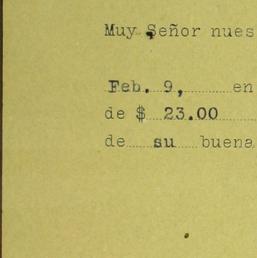 Muy Señor nues
Feb. 9, en
de $ 23.00
de su buena